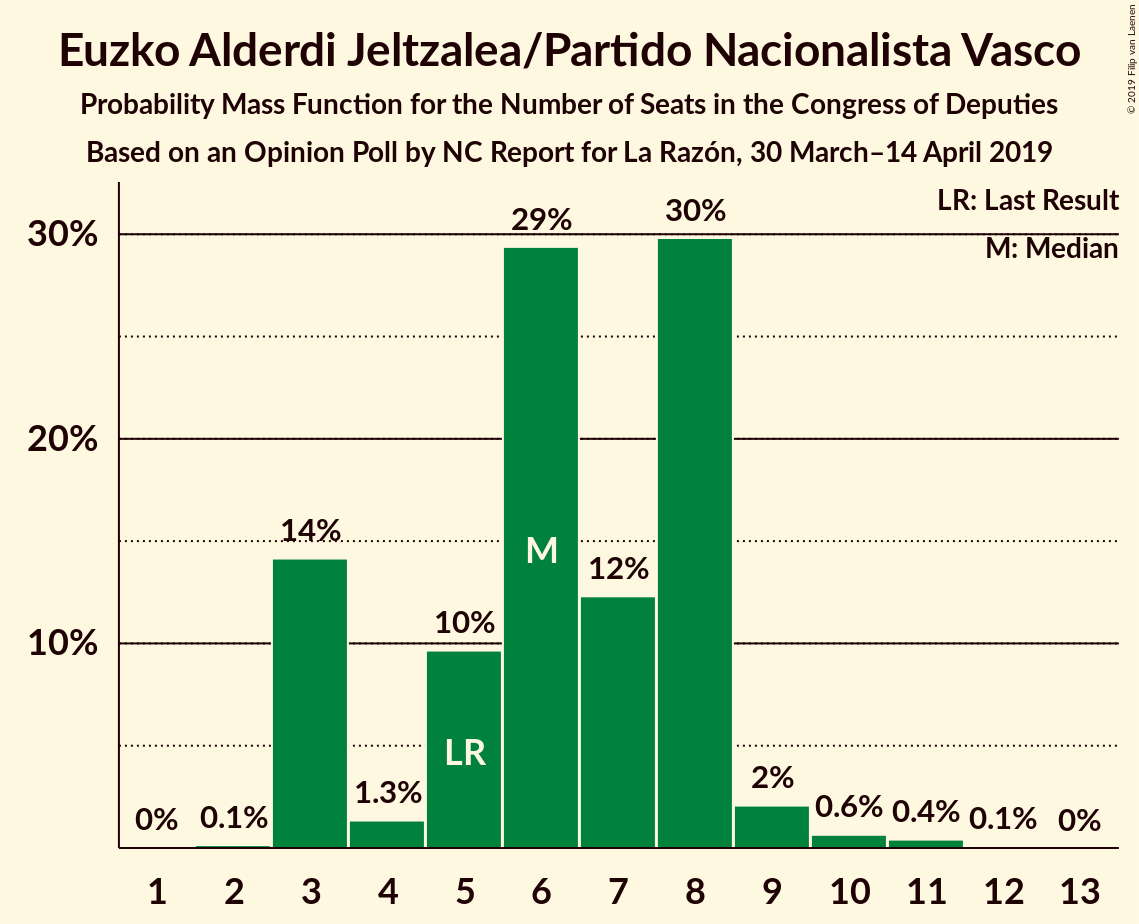 Euzko Alderdi Jeltzalea/Partido Nacionalista Vasco
Probability Mass Function for the Number of Seats in the Congress of Deputies
Based on an Opinion Poll by NC Report for La Razón, 30 March–14 April 2019
© 2019 Filip van Laenen
LR: Last Result
M: Median
30%
20%
10%
0%
0.1%
14%
1.3%
10%
29%
12%
30%
2%
0.6%
0.4%
0.1%
0%
LR
M
1 2 3 4 5 6 7 8 9 10 11 12 13